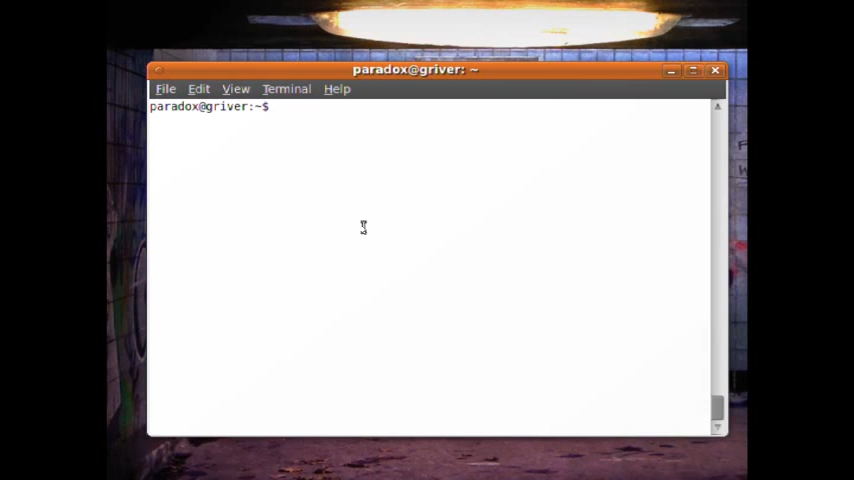 paradox@griver: ~
File Edit View Terminal Help
paradox@griver:~$